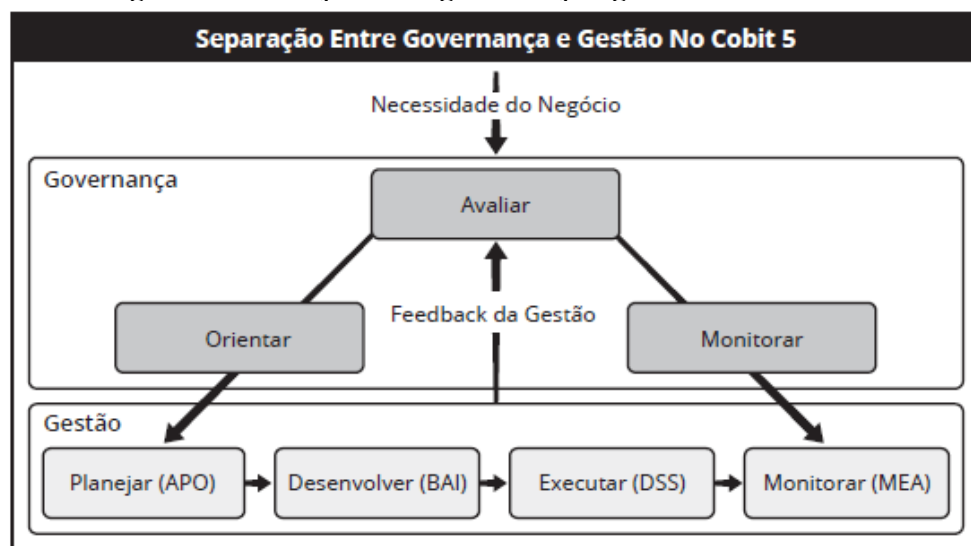 Separação Entre Governança e Gestão No Cobit 5
Necessidade do Negócio
Governança
Avaliar
Feedback da Gestão
Orientar
Monitorar
Gestão
Planejar (APO)
Desenvolver (BAI)
Executar (DSS)
Monitorar (MEA)